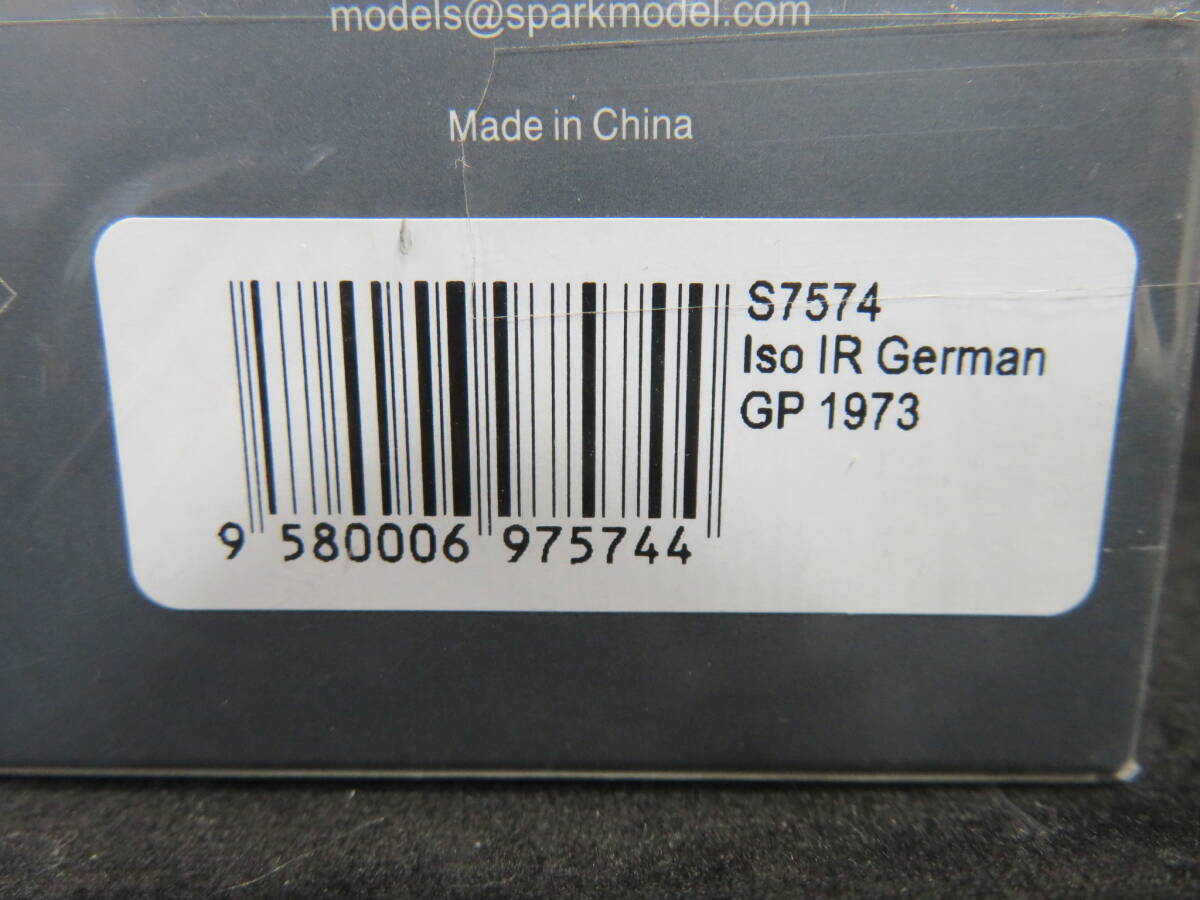 models@sparkmodel.com
Made in China
S7574
Iso IR German
GP 1973
9 580006 975744